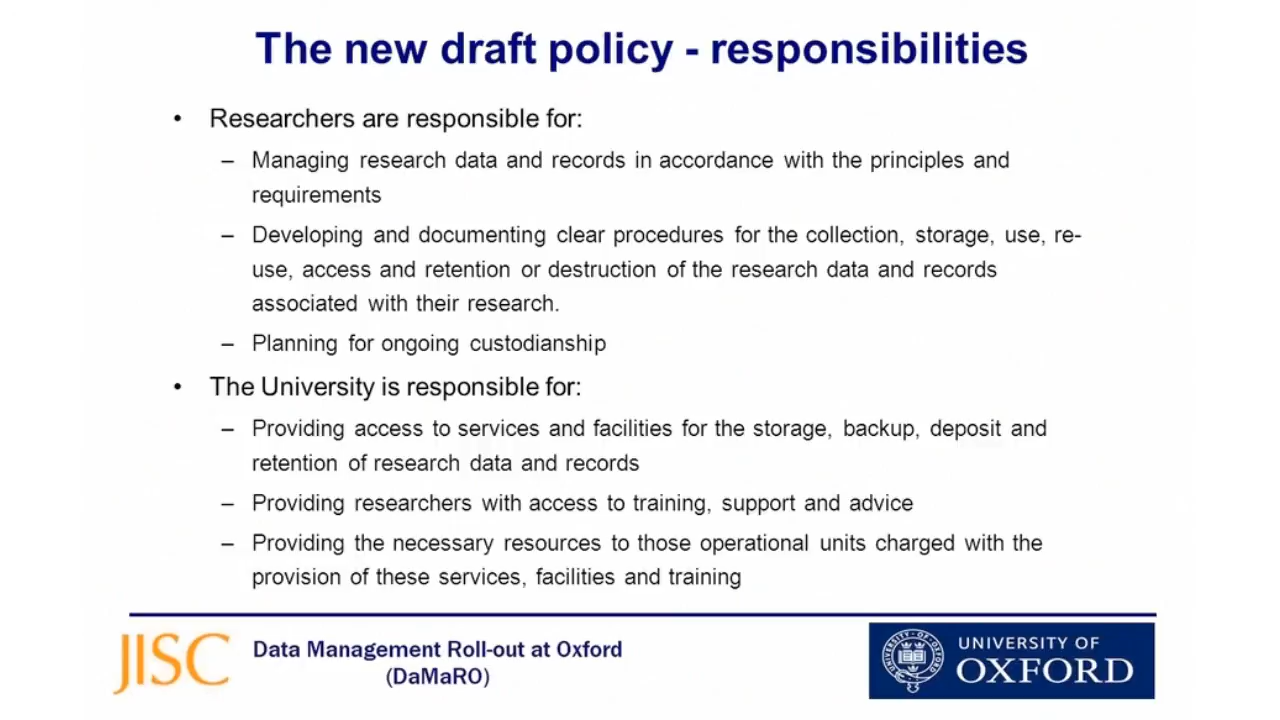 The new draft policy - responsibilities
• Researchers are responsible for:
– Managing research data and records in accordance with the principles and
requirements
– Developing and documenting clear procedures for the collection, storage, use, re-
use, access and retention or destruction of the research data and records
associated with their research.
– Planning for ongoing custodianship
• The University is responsible for:
– Providing access to services and facilities for the storage, backup, deposit and
retention of research data and records
– Providing researchers with access to training, support and advice
– Providing the necessary resources to those operational units charged with the
provision of these services, facilities and training
JISC
Data Management Roll-out at Oxford
(DaMaRO)
UNIVERSITY OF
OXFORD